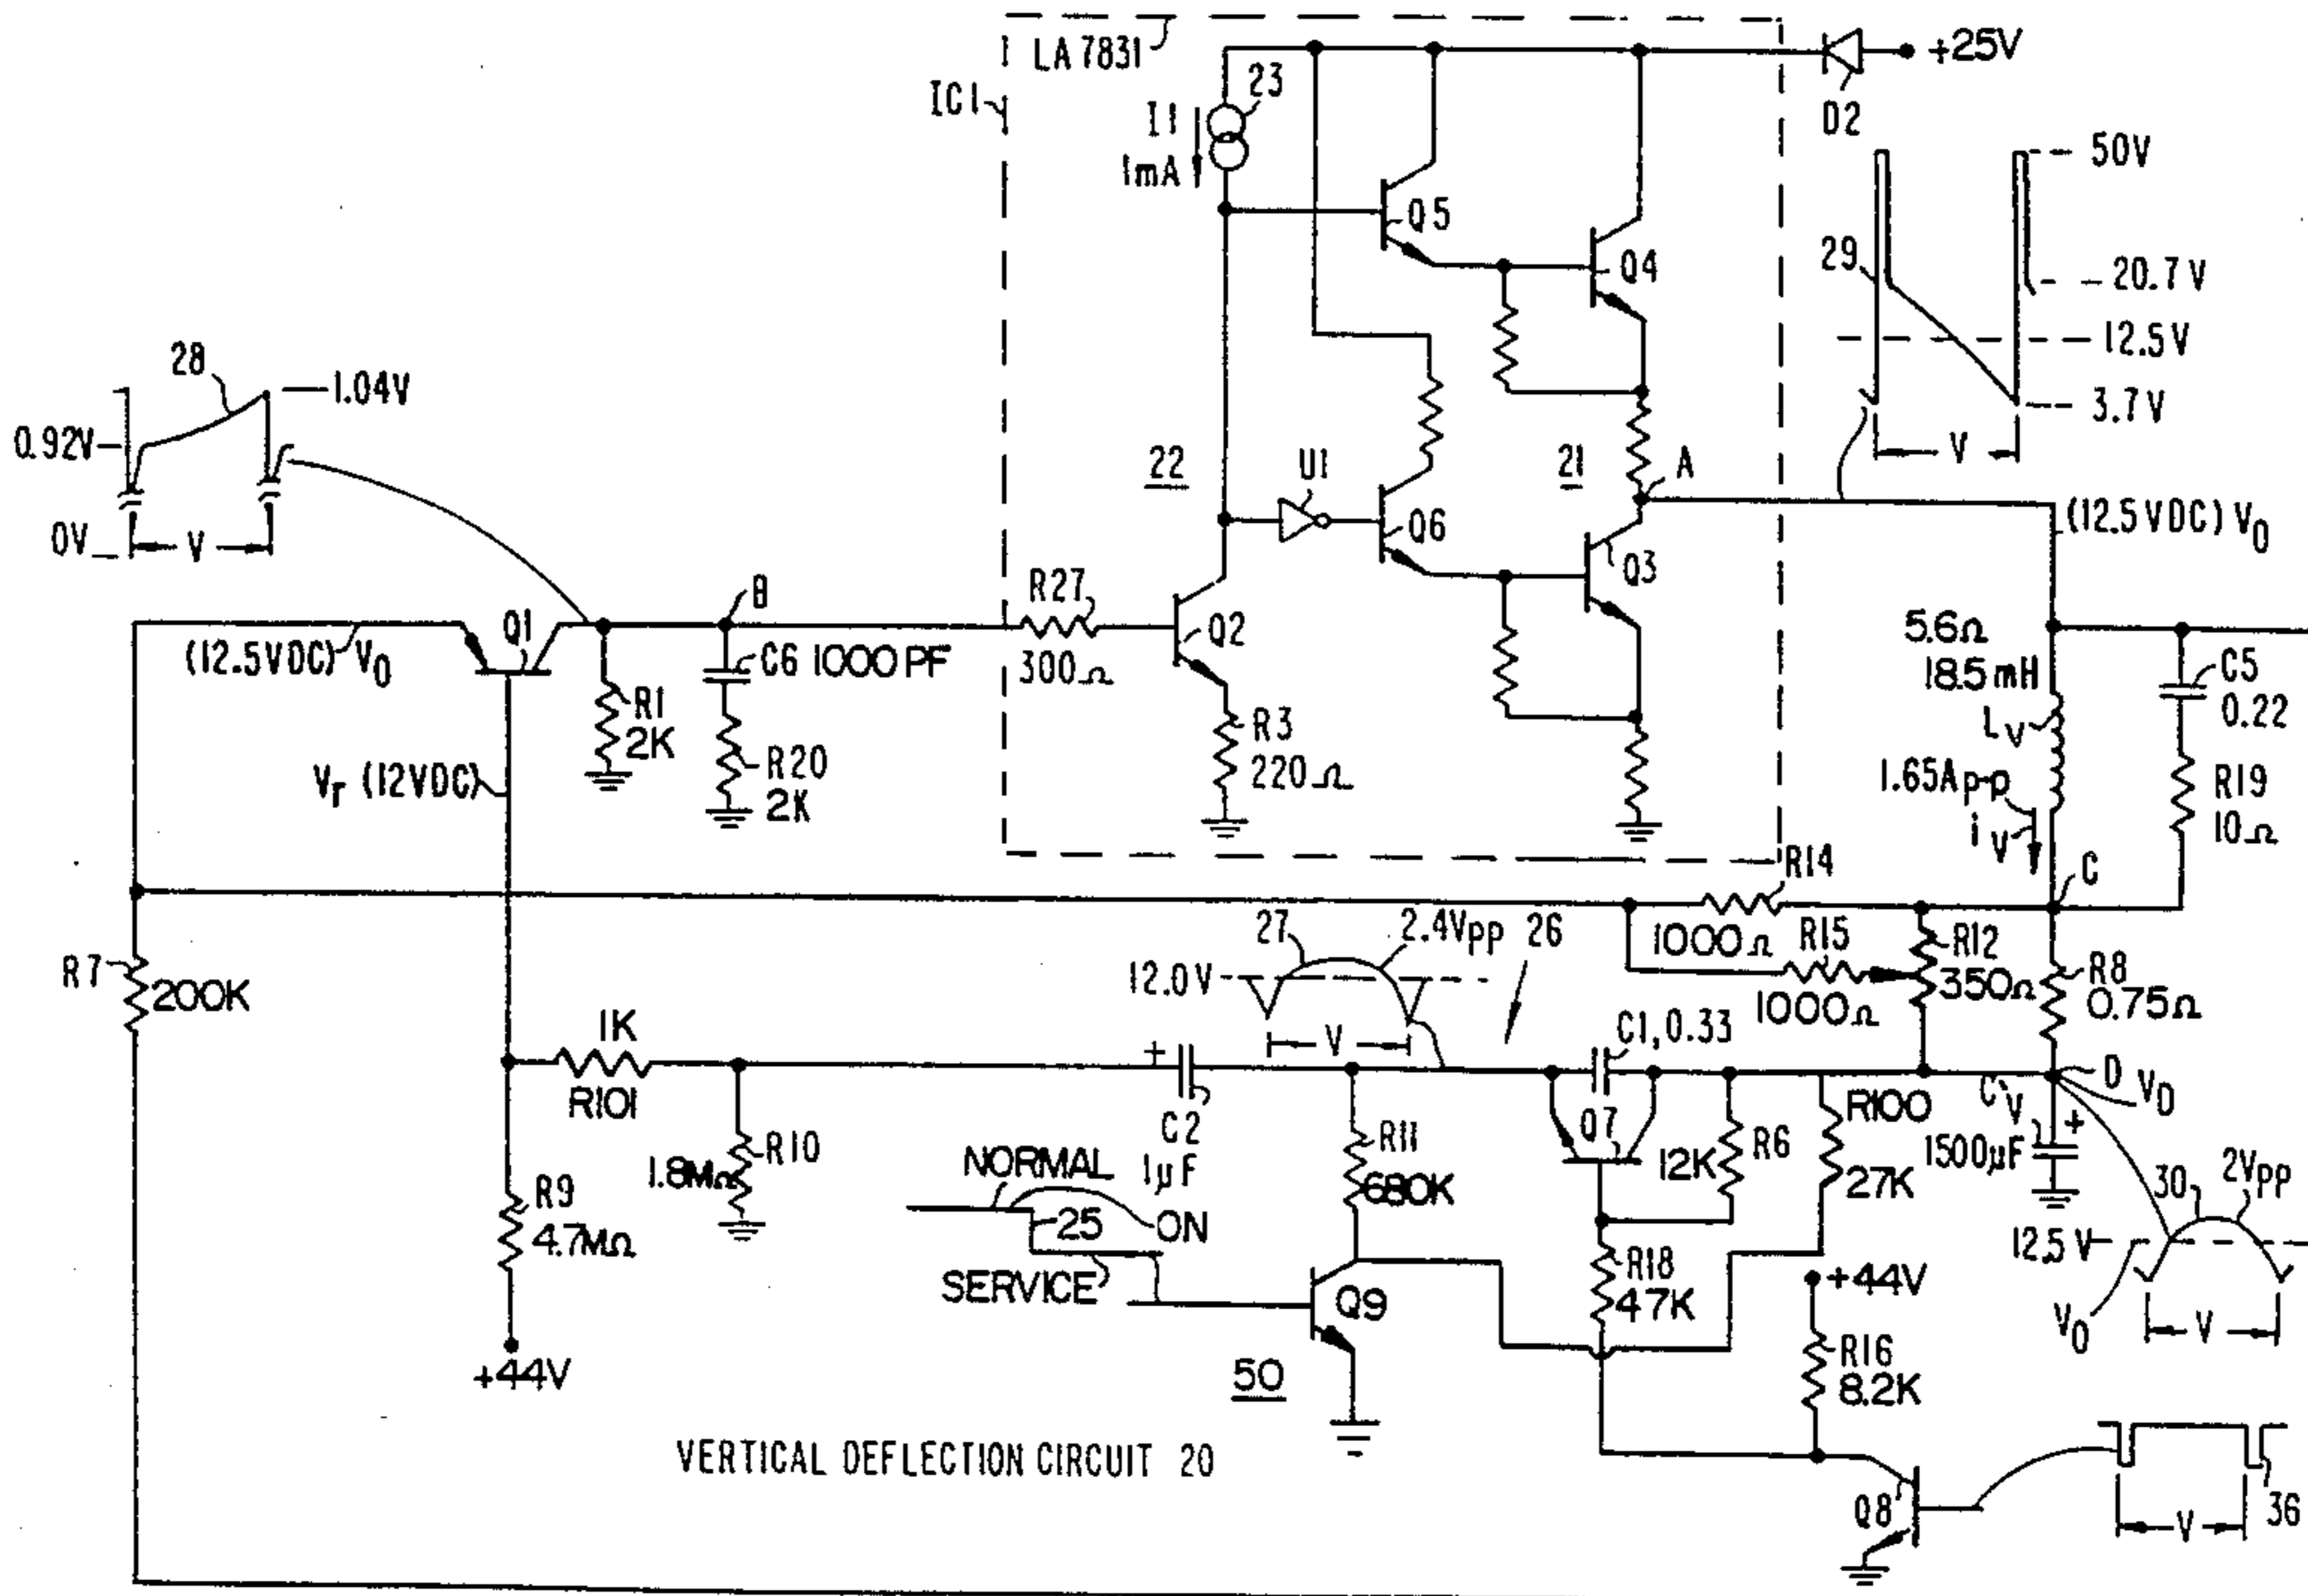 LA 7831
IC1
I1
1mA
23
D2
+25V
50V
20.7V
12.5V
3.7V
29
V
Q5
Q4
28
1.04V
0.92V
0V
V
22
U1
Q6
21
A
Q3
(12.5VDC) V0
(12.5VDC) V0
Q1
B
C6 1000PF
R1
2K
R20
2K
R27
300Ω
Q2
R3
220Ω
5.6Ω
18.5mH
LV
C5
0.22
1.65Ap-p
iV
R19
10Ω
Vr (12VDC)
C
R14
1000Ω
R15
1000Ω
R12
350Ω
R8
0.75Ω
27
2.4Vpp
26
12.0V
V
R7
200K
1K
R101
R10
1.8MΩ
R9
4.7MΩ
+44V
+
C2
1µF
C1, 0.33
Q7
R11
680K
R6
12K
R100
27K
D
V0
CV
+
1500µF
30
2Vpp
12.5V
V0
V
NORMAL
25
ON
SERVICE
Q9
50
R18
47K
+44V
R16
8.2K
Q8
36
V
VERTICAL DEFLECTION CIRCUIT 20